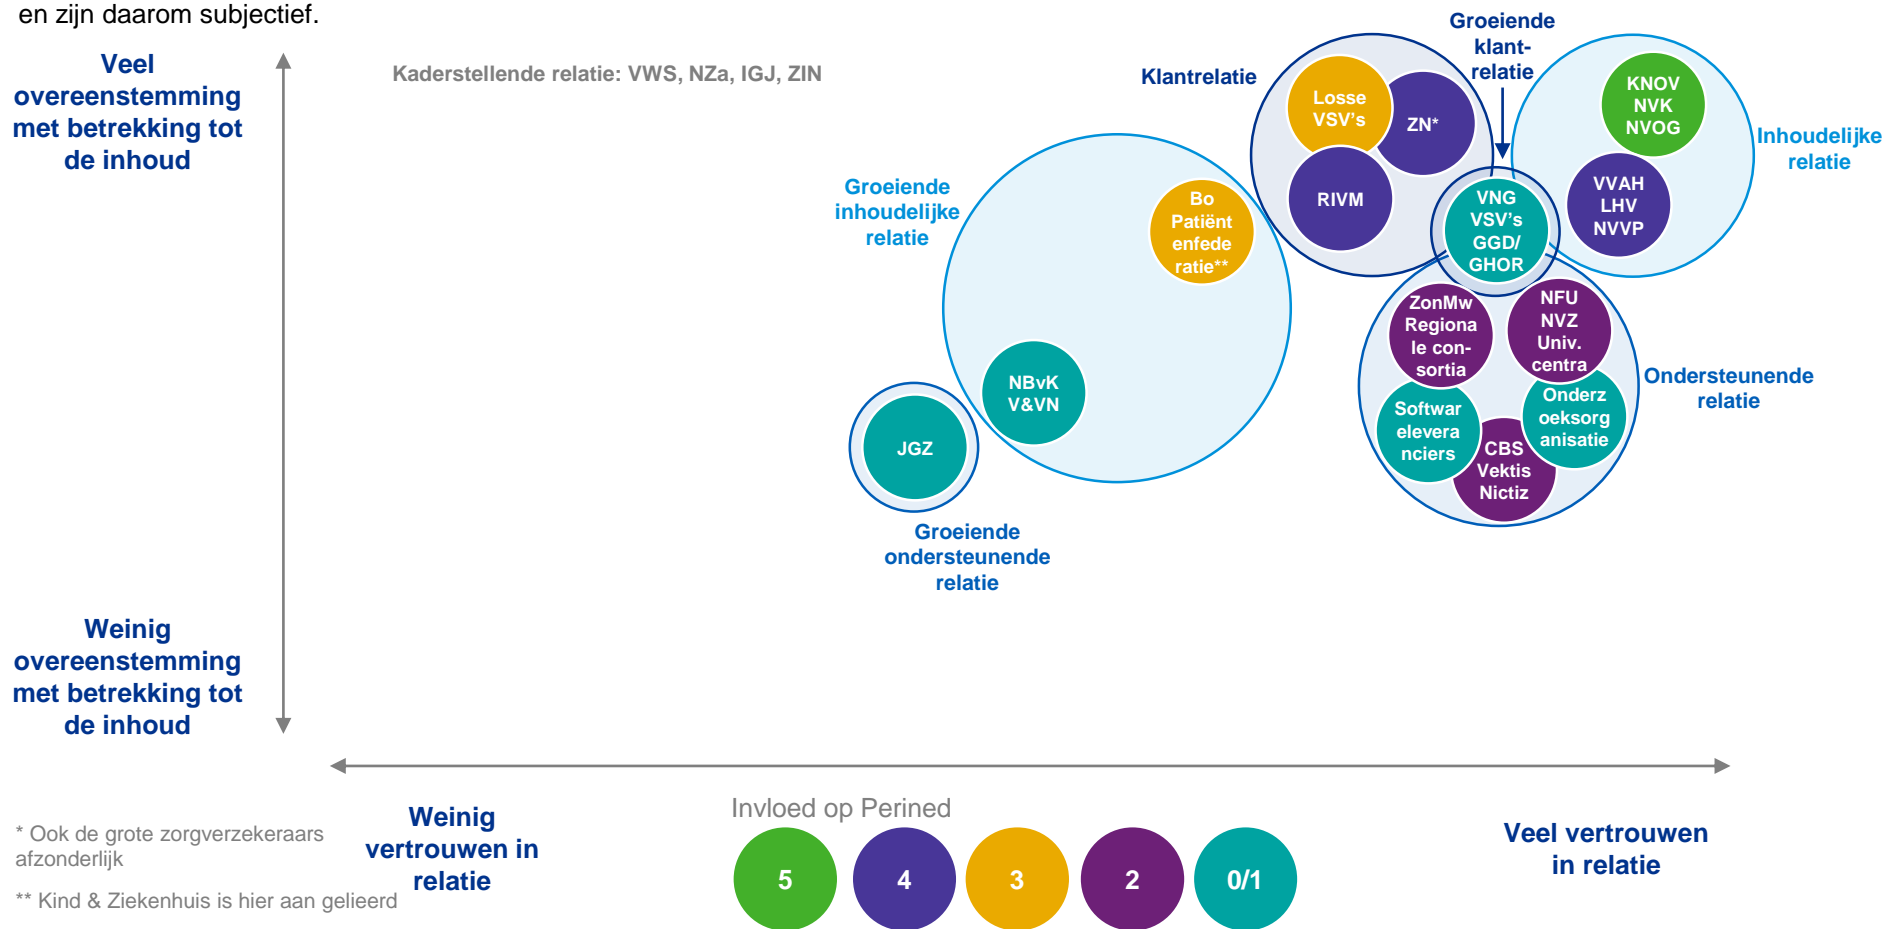 en zijn daarom subjectief.
Veel
overeenstemming
met betrekking tot
de inhoud
Kaderstellende relatie: VWS, NZa, IGJ, ZIN
Klantrelatie
Groeiende
klant-
relatie
Losse
VSV's
ZN*
RIVM
KNOV
NVK
NVOG
VVAH
LHV
NVVP
Inhoudelijke
relatie
VNG
VSV's
GGD/
GHOR
Groeiende
inhoudelijke
relatie
Bo
Patiënt
enfede
ratie**
NBvK
V&VN
JGZ
Groeiende
ondersteunende
relatie
ZonMw
Regiona
le con-
sortia
NFU
NVZ
Univ.
centra
Softwar
elevera
nciers
Onderz
oeksorg
anisatie
CBS
Vektis
Nictiz
Ondersteunende
relatie
Weinig
overeenstemming
met betrekking tot
de inhoud
Weinig
vertrouwen in
relatie
Veel vertrouwen
in relatie
Invloed op Perined
5
4
3
2
0/1
* Ook de grote zorgverzekeraars
afzonderlijk
** Kind & Ziekenhuis is hier aan gelieerd